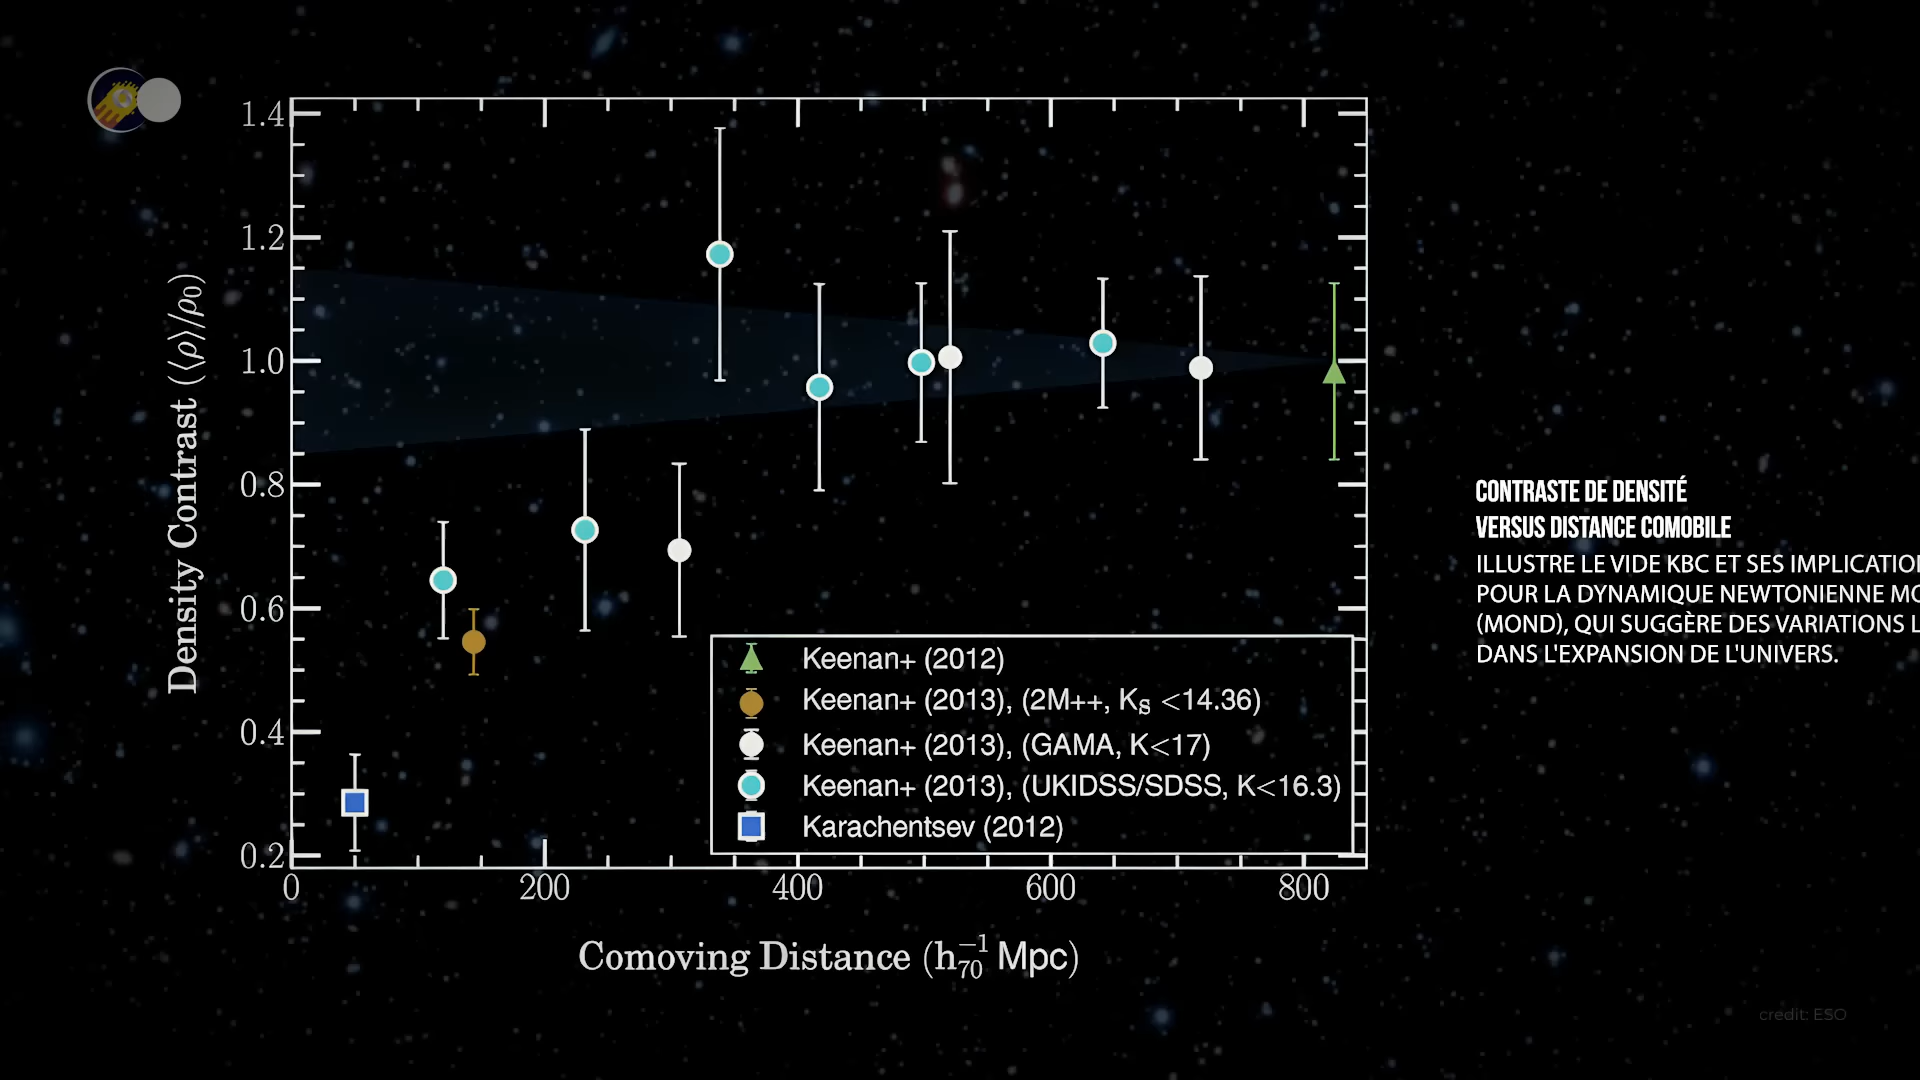 1.4
1.2
1.0
0.8
0.6
0.4
0.2
Density Contrast (⟨ρ⟩/ρ₀)
0 200 400 600 800
Comoving Distance (h₇₀⁻¹ Mpc)
Keenan+ (2012)
Keenan+ (2013), (2M++, Kₛ <14.36)
Keenan+ (2013), (GAMA, K<17)
Keenan+ (2013), (UKIDSS/SDSS, K<16.3)
Karachentsev (2012)
CONTRASTE DE DENSITÉ
VERSUS DISTANCE COMOBILE
ILLUSTRE LE VIDE KBC ET SES
POUR LA DYNAMIQUE NEWTONIENNE
(MOND), QUI SUGGÈRE DES VARIATIONS
DANS L'EXPANSION DE L'UNIVERS.
credit: ESO